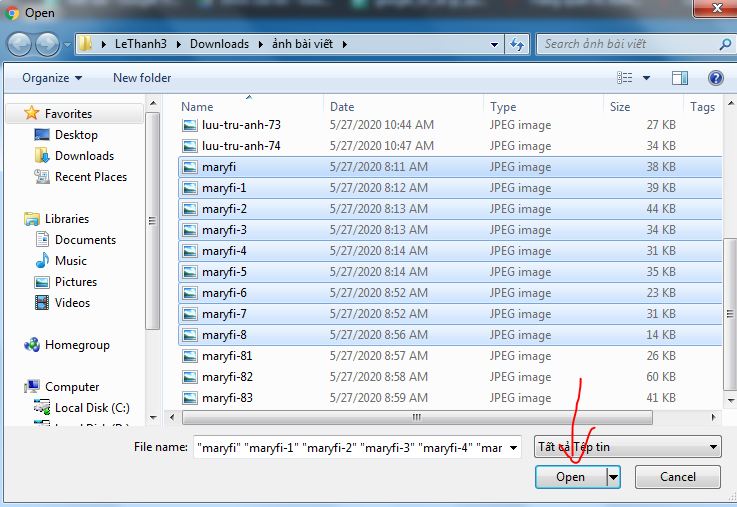 Open
LeThanh3 Downloads ảnh bài viết Search ảnh bài viết
Organize New folder
Name Date Type Size Tags
Favorites
Desktop
Downloads
Recent Places
Libraries
Documents
Music
Pictures
Videos
Homegroup
Computer
Local Disk (C:)
luu-tru-anh-73 5/27/2020 10:44 AM JPEG image 27 KB
luu-tru-anh-74 5/27/2020 10:47 AM JPEG image 34 KB
maryfi 5/27/2020 8:11 AM JPEG image 38 KB
maryfi-1 5/27/2020 8:12 AM JPEG image 39 KB
maryfi-2 5/27/2020 8:13 AM JPEG image 44 KB
maryfi-3 5/27/2020 8:13 AM JPEG image 34 KB
maryfi-4 5/27/2020 8:14 AM JPEG image 31 KB
maryfi-5 5/27/2020 8:14 AM JPEG image 35 KB
maryfi-6 5/27/2020 8:52 AM JPEG image 23 KB
maryfi-7 5/27/2020 8:52 AM JPEG image 31 KB
maryfi-8 5/27/2020 8:56 AM JPEG image 14 KB
maryfi-81 5/27/2020 8:57 AM JPEG image 26 KB
maryfi-82 5/27/2020 8:58 AM JPEG image 60 KB
maryfi-83 5/27/2020 8:59 AM JPEG image 41 KB
File name: "maryfi" "maryfi-1" "maryfi-2" "maryfi-3" "maryfi-4" "mar Tất cả Tệp tin
Open Cancel